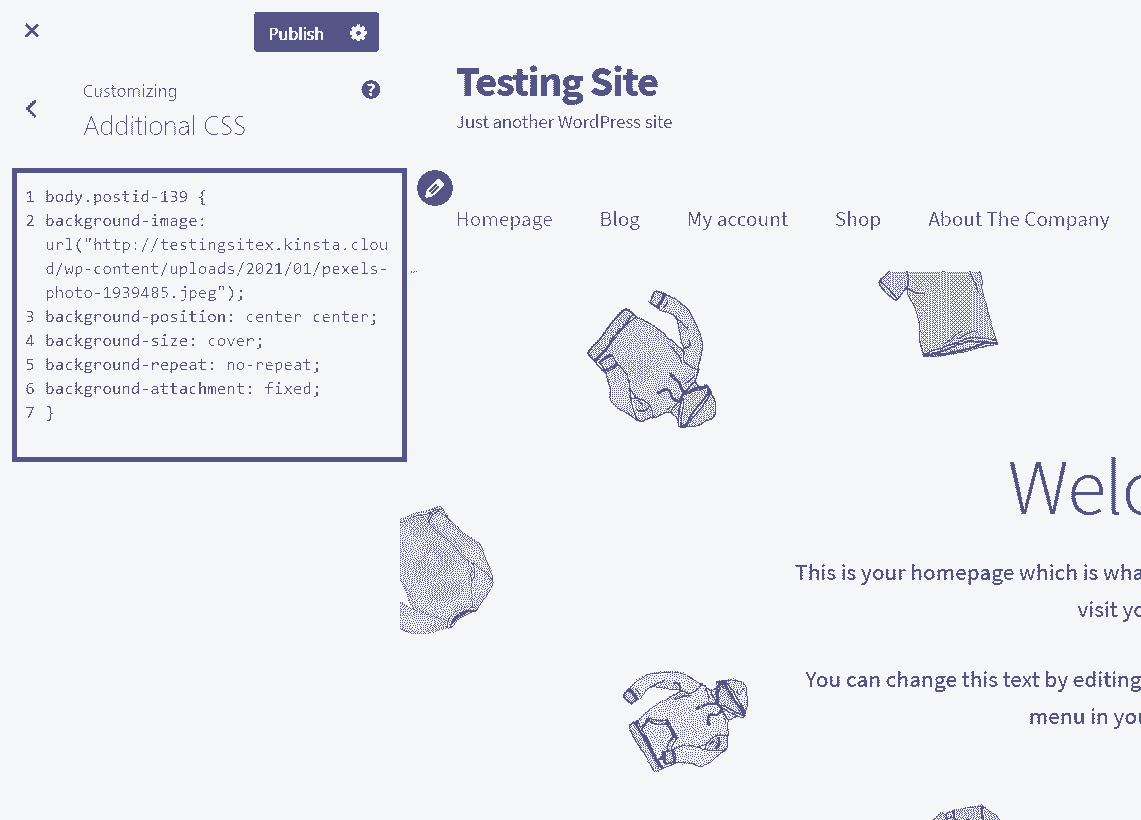 Publish
Customizing
Additional CSS
1 body.postid-139 {
2 background-image:
url("http://testingsitex.kinsta.clou
d/wp-content/uploads/2021/01/pexels-
photo-1939485.jpeg");
3 background-position: center center;
4 background-size: cover;
5 background-repeat: no-repeat;
6 background-attachment: fixed;
7 }
Testing Site
Just another WordPress site
Homepage Blog My account Shop About The Company
Welc
This is your homepage which is wha
visit yo
You can change this text by editing
menu in you